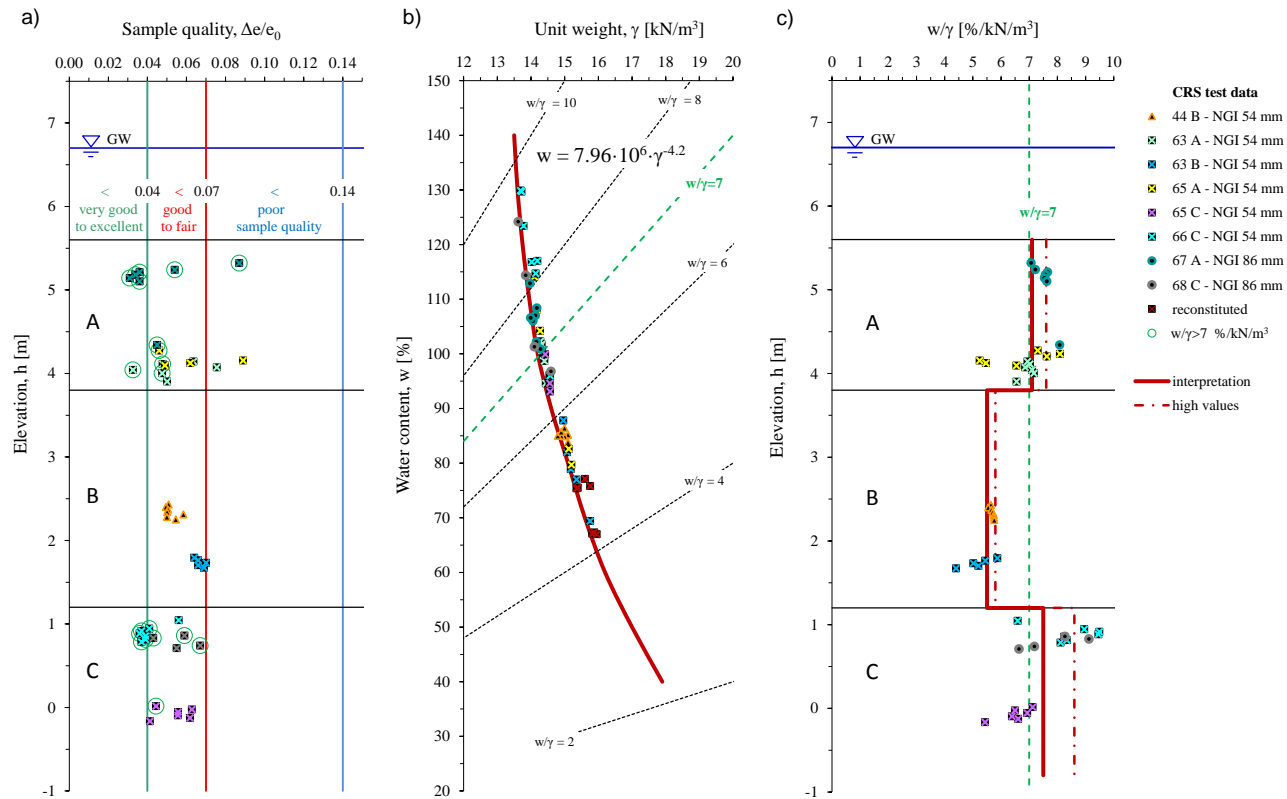 a)
Sample quality, Δe/e0
0.00 0.02 0.04 0.06 0.08 0.10 0.12 0.14
7
6
5
4
3
2
1
0
-1
Elevation, h [m]
GW
< 0.04 < 0.07 < 0.14
very good good poor
to excellent to fair sample quality
A
B
C
b)
Unit weight, γ [kN/m³]
12 13 14 15 16 17 18 19 20
150
140
130
120
110
100
90
80
70
60
50
40
30
20
Water content, w [%]
w/γ = 10
w/γ = 8
w = 7.96·10⁶·γ⁻⁴·²
w/γ=7
w/γ = 6
w/γ = 4
w/γ = 2
c)
w/γ [%/kN/m³]
0 1 2 3 4 5 6 7 8 9 10
7
6
5
4
3
2
1
0
-1
Elevation, h [m]
GW
w/γ=7
A
B
C
CRS test data
44 B - NGI 54 mm
63 A - NGI 54 mm
63 B - NGI 54 mm
65 A - NGI 54 mm
65 C - NGI 54 mm
66 C - NGI 54 mm
67 A - NGI 86 mm
68 C - NGI 86 mm
reconstituted
w/γ>7 %/kN/m³
interpretation
high values